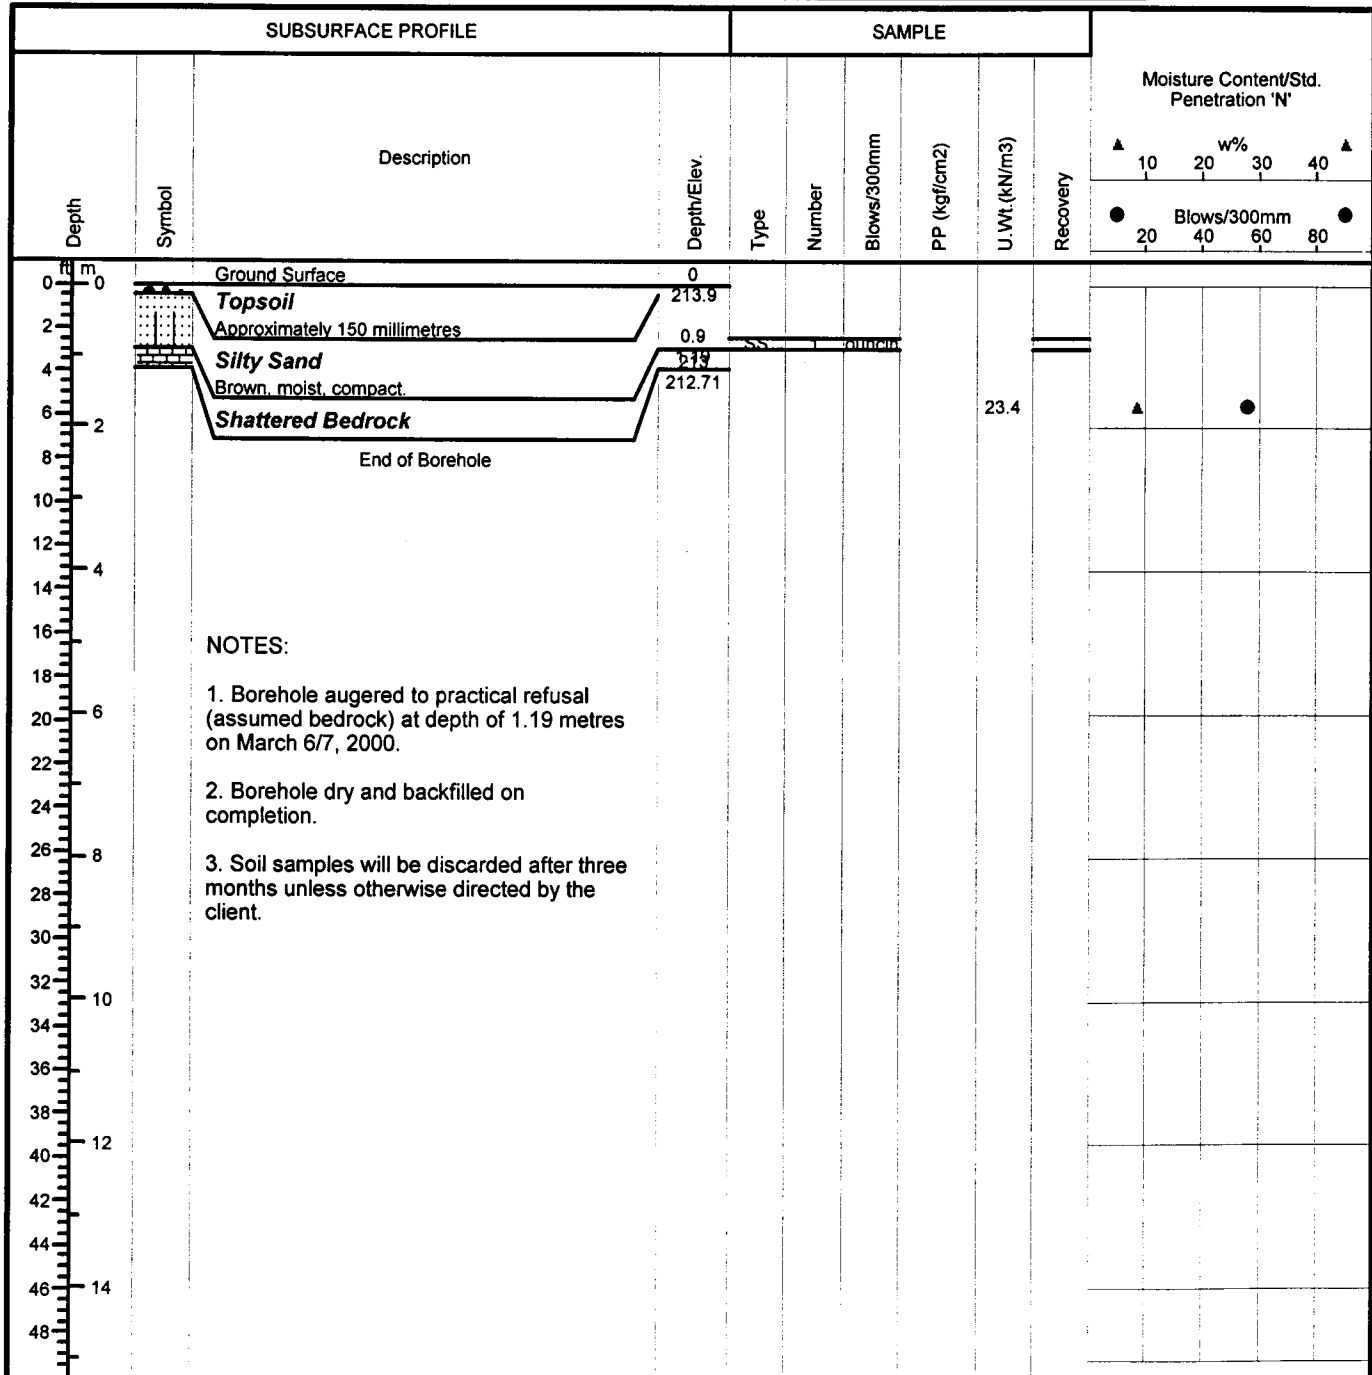 SUBSURFACE PROFILE
SAMPLE
Depth
Symbol
Description
Depth/Elev.
Type
Number
Blows/300mm
PP (kgf/cm2)
U.Wt.(kN/m3)
Recovery
Moisture Content/Std.
Penetration 'N'
w%
10 20 30 40
Blows/300mm
20 40 60 80
ft m
0 0
Ground Surface
0
213.9
Topsoil
Approximately 150 millimetres
2
0.9
213
SS 1
Silty Sand
Brown, moist, compact.
4
1.19
212.71
Shattered Bedrock
6
2
23.4
End of Borehole
8
10
12
4
14
16
NOTES:
18
1. Borehole augered to practical refusal
(assumed bedrock) at depth of 1.19 metres
on March 6/7, 2000.
20
6
22
2. Borehole dry and backfilled on
completion.
24
26
8
3. Soil samples will be discarded after three
months unless otherwise directed by the
client.
28
30
32
10
34
36
38
12
40
42
44
46
14
48